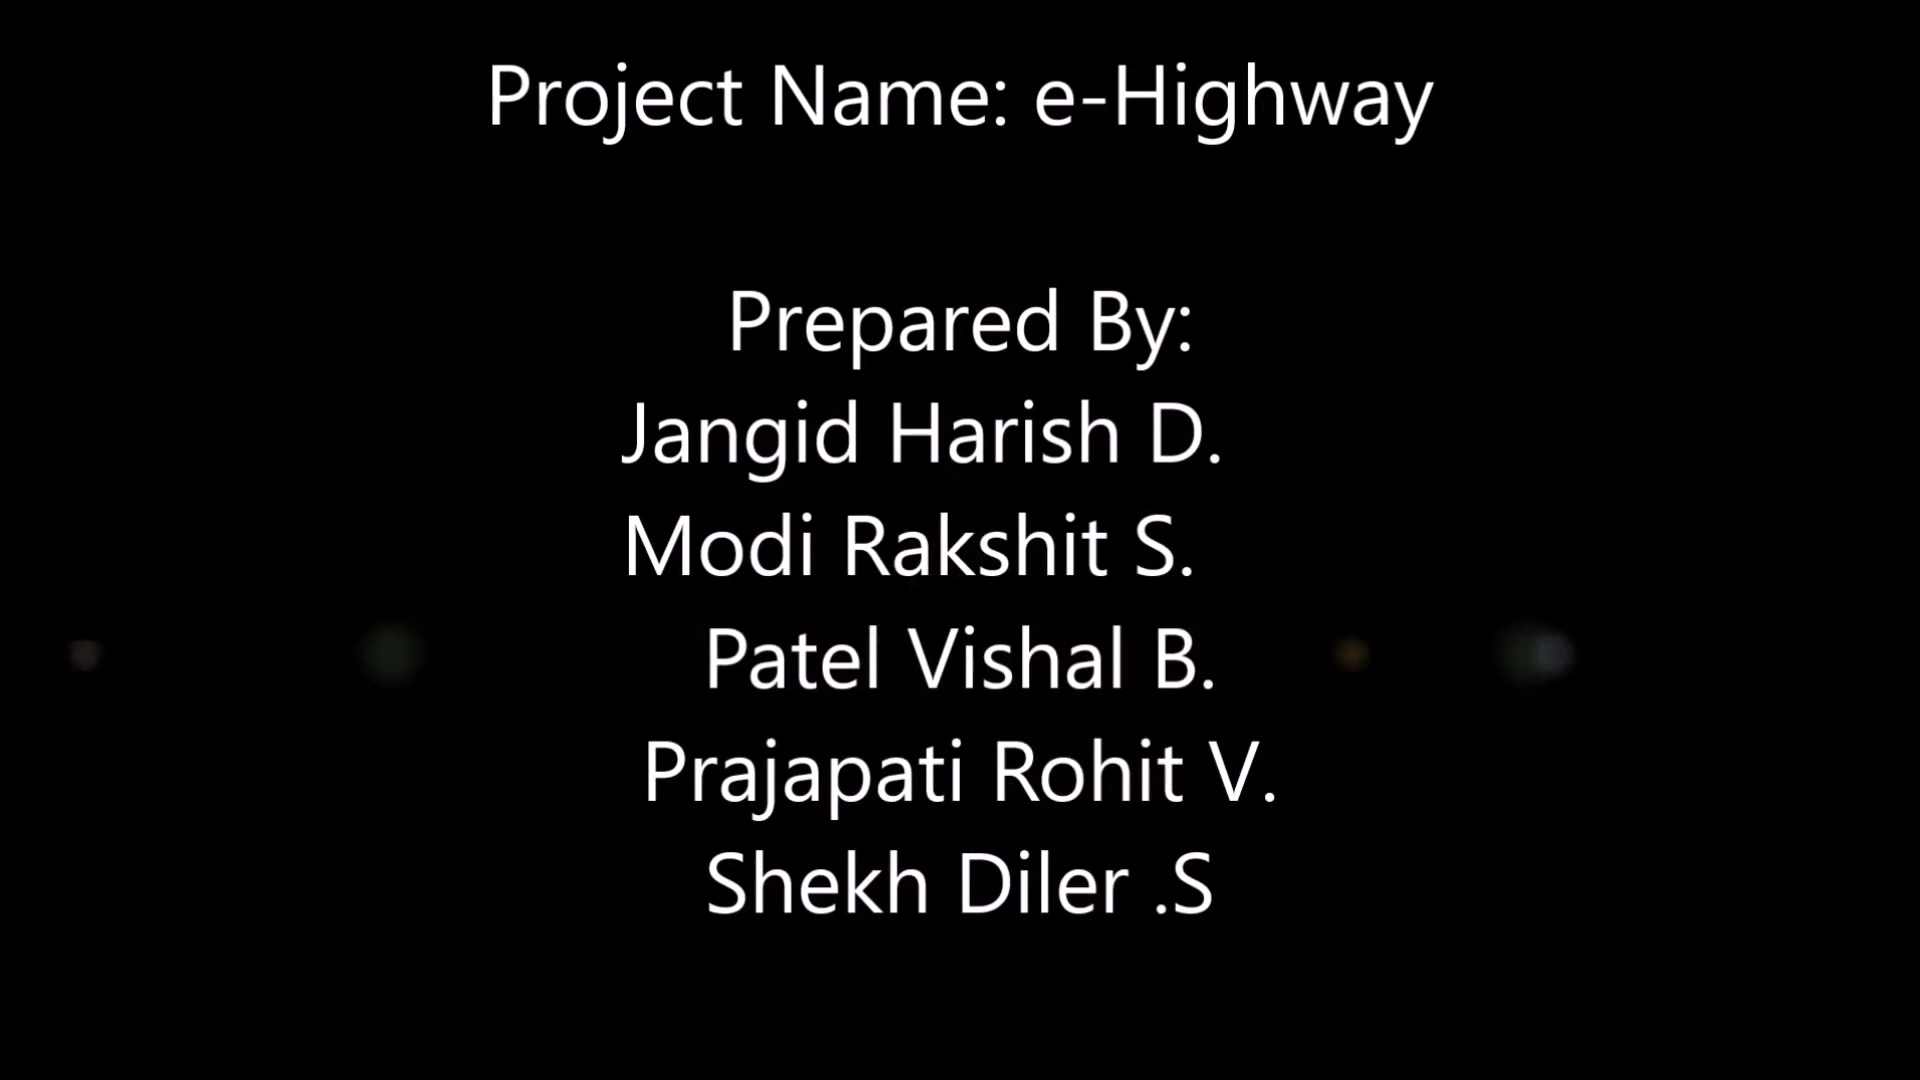 Project Name: e-Highway
Prepared By:
Jangid Harish D.
Modi Rakshit S.
Patel Vishal B.
Prajapati Rohit V.
Shekh Diler .S